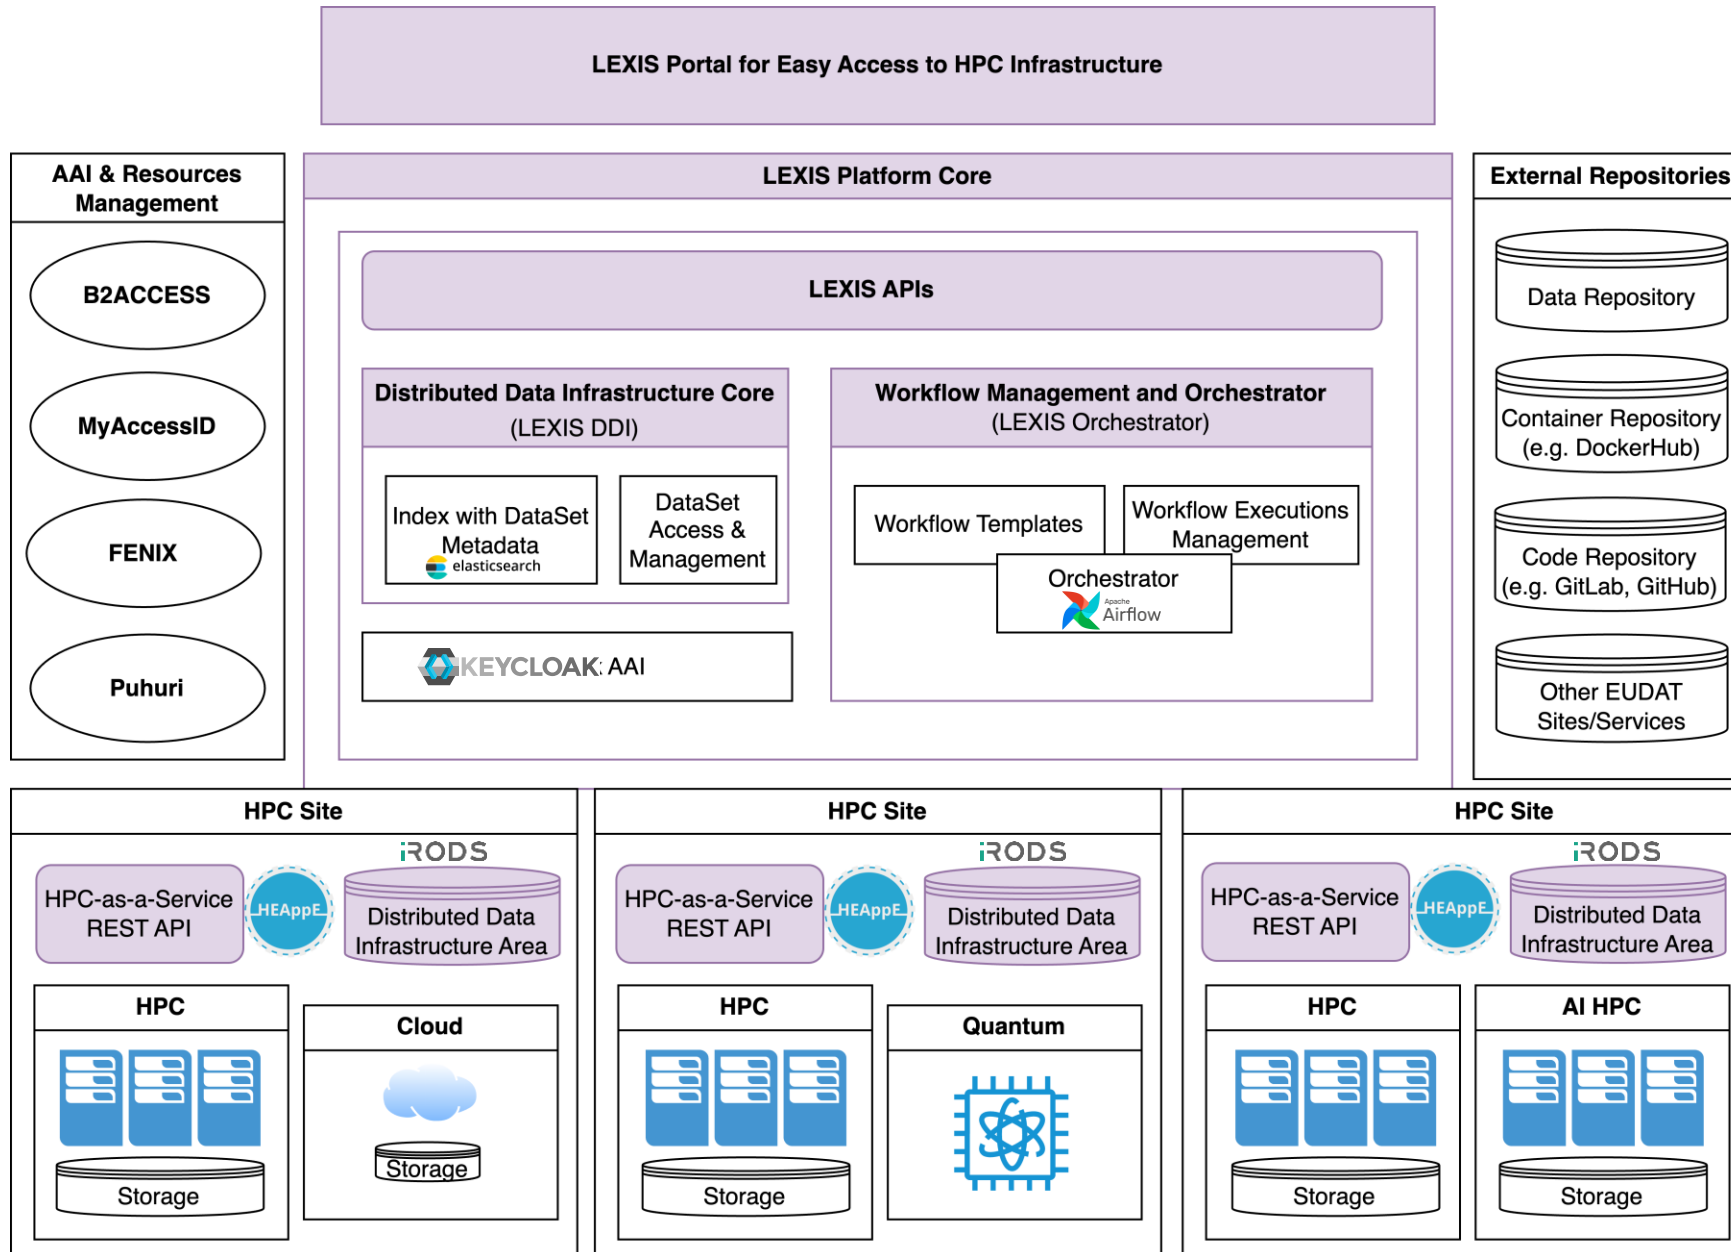 LEXIS Portal for Easy Access to HPC Infrastructure
AAI & Resources
Management
B2ACCESS
MyAccessID
FENIX
Puhuri
LEXIS Platform Core
LEXIS APIs
Distributed Data Infrastructure Core
(LEXIS DDI)
Index with DataSet
Metadata
elasticsearch
DataSet
Access &
Management
KEYCLOAK: AAI
Workflow Management and Orchestrator
(LEXIS Orchestrator)
Workflow Templates
Workflow Executions
Management
Orchestrator
Apache
Airflow
External Repositories
Data Repository
Container Repository
(e.g. DockerHub)
Code Repository
(e.g. GitLab, GitHub)
Other EUDAT
Sites/Services
HPC Site
iRODS
HPC-as-a-Service
REST API
HEAppE
Distributed Data
Infrastructure Area
HPC
Storage
Cloud
Storage
HPC Site
iRODS
HPC-as-a-Service
REST API
HEAppE
Distributed Data
Infrastructure Area
HPC
Storage
Quantum
HPC Site
iRODS
HPC-as-a-Service
REST API
HEAppE
Distributed Data
Infrastructure Area
HPC
Storage
AI HPC
Storage